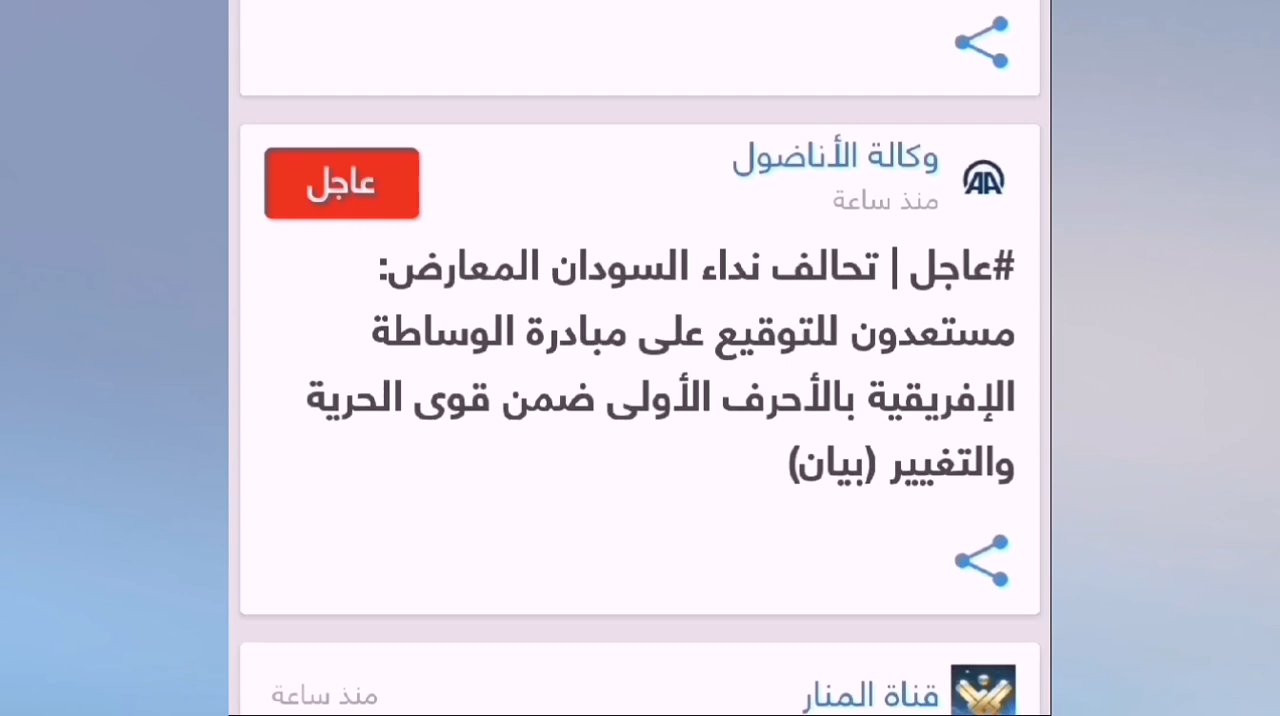 وكالة الأناضول
عاجل
منذ ساعة
#عاجل | تحالف نداء السودان المعارض:
مستعدون للتوقيع على مبادرة الوساطة
الإفريقية بالأحرف الأولى ضمن قوى الحرية
والتغيير (بيان)
قناة المنار
منذ ساعة